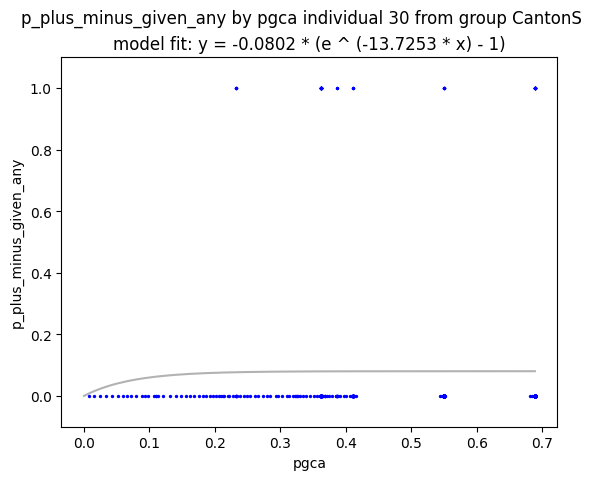 p_plus_minus_given_any by pgca individual 30 from group CantonS
model fit: y = -0.0802 * (e ^ (-13.7253 * x) - 1)
1.0
0.8
0.6
0.4
0.2
0.0
p_plus_minus_given_any
0.0 0.1 0.2 0.3 0.4 0.5 0.6 0.7
pgca